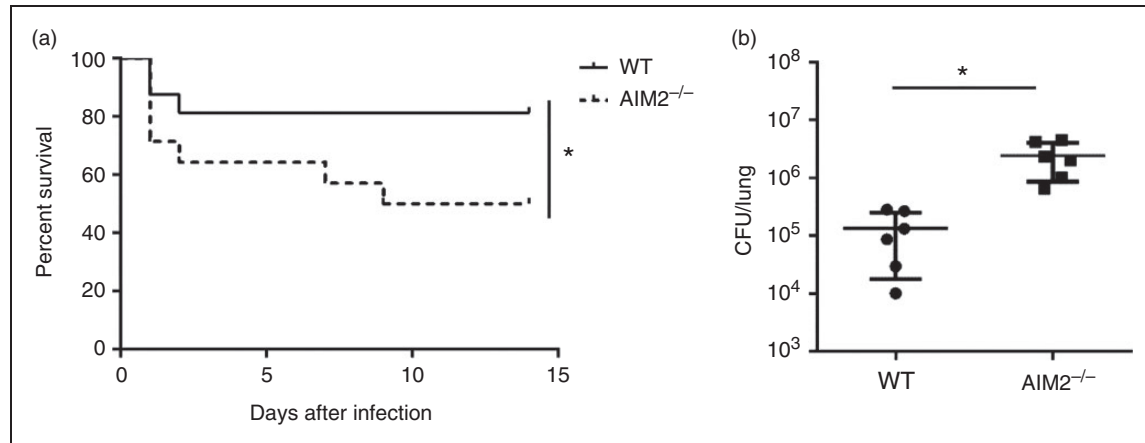 (a)
100
80
60
40
20
0
Percent survival
0 5 10 15
Days after infection
WT
AIM2−/−
*
(b)
10⁸
10⁷
10⁶
10⁵
10⁴
10³
CFU/lung
*
WT AIM2−/−